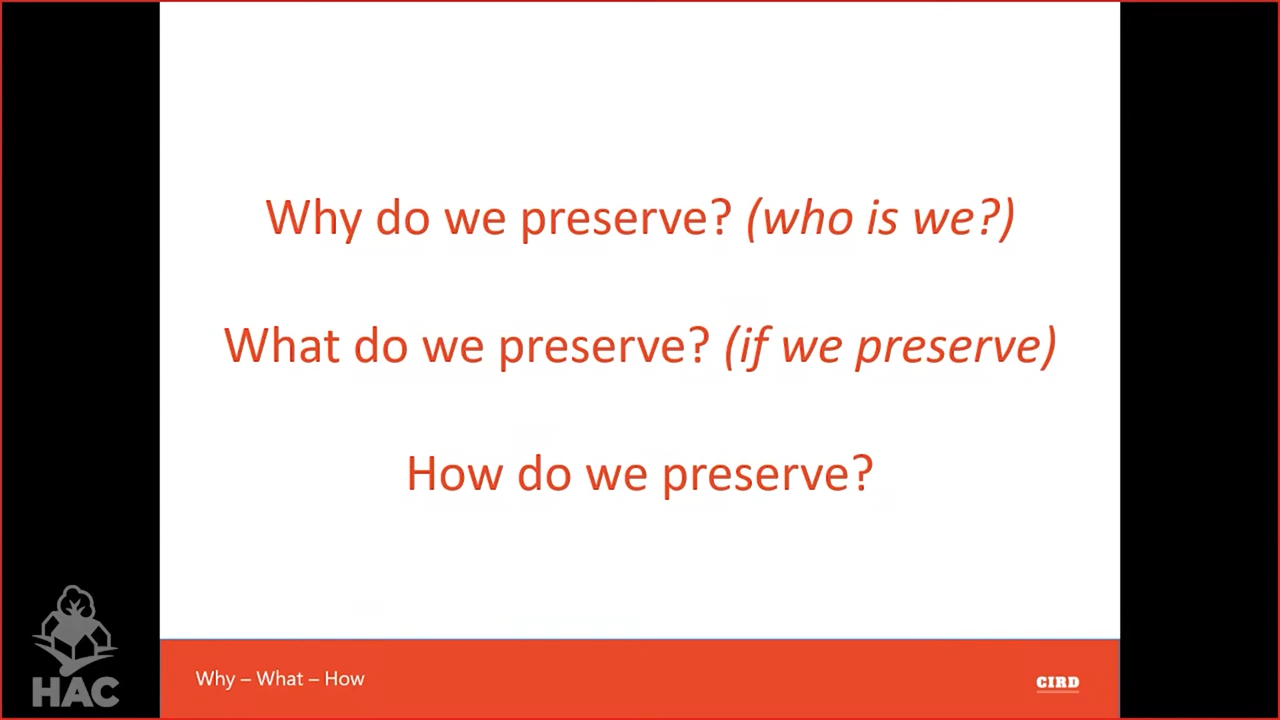 Why do we preserve? (who is we?)
What do we preserve? (if we preserve)
How do we preserve?
Why – What – How
CIRD
HAC